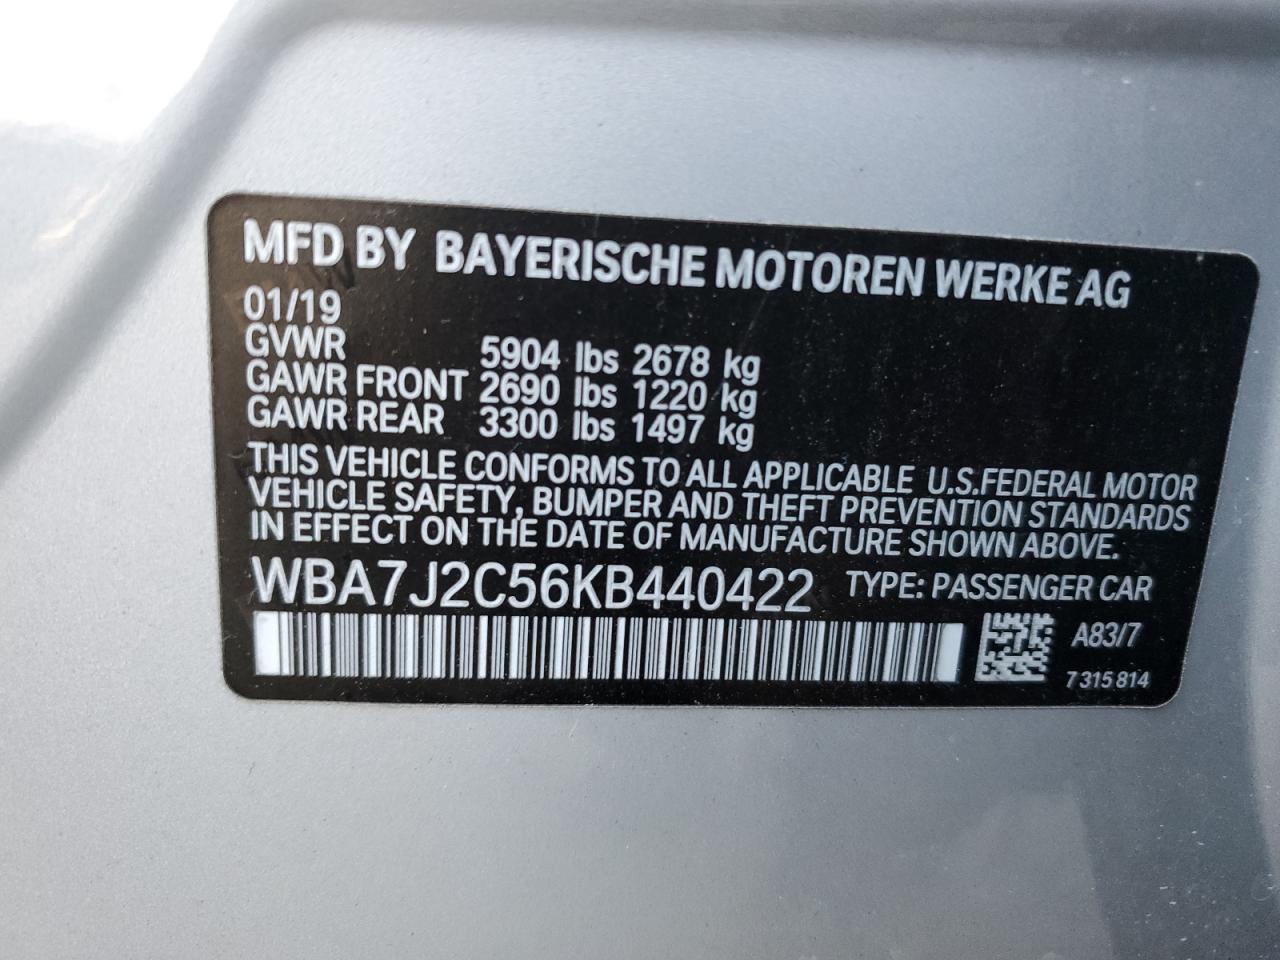 MFD BY BAYERISCHE MOTOREN WERKE AG
01/19
GVWR 5904 lbs 2678 kg
GAWR FRONT 2690 lbs 1220 kg
GAWR REAR 3300 lbs 1497 kg
THIS VEHICLE CONFORMS TO ALL APPLICABLE U.S.FEDERAL MOTOR
VEHICLE SAFETY, BUMPER AND THEFT PREVENTION STANDARDS
IN EFFECT ON THE DATE OF MANUFACTURE SHOWN ABOVE.
WBA7J2C56KB440422 TYPE: PASSENGER CAR
A83/7
7 315 814